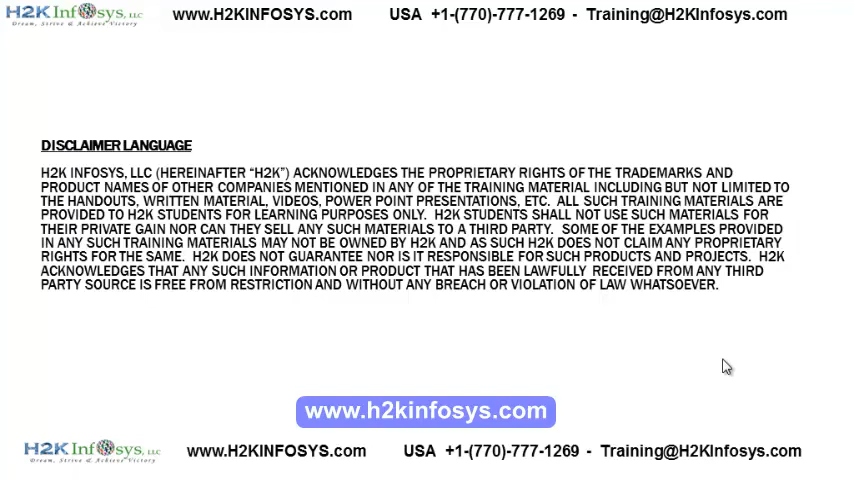 H2K Infosys, LLC www.H2KINFOSYS.com USA +1-(770)-777-1269 - Training@H2KInfosys.com
Dream, Strive & Achieve Victory
DISCLAIMER LANGUAGE
H2K INFOSYS, LLC (HEREINAFTER “H2K”) ACKNOWLEDGES THE PROPRIETARY RIGHTS OF THE TRADEMARKS AND
PRODUCT NAMES OF OTHER COMPANIES MENTIONED IN ANY OF THE TRAINING MATERIAL INCLUDING BUT NOT LIMITED TO
THE HANDOUTS, WRITTEN MATERIAL, VIDEOS, POWER POINT PRESENTATIONS, ETC. ALL SUCH TRAINING MATERIALS ARE
PROVIDED TO H2K STUDENTS FOR LEARNING PURPOSES ONLY. H2K STUDENTS SHALL NOT USE SUCH MATERIALS FOR
THEIR PRIVATE GAIN NOR CAN THEY SELL ANY SUCH MATERIALS TO A THIRD PARTY. SOME OF THE EXAMPLES PROVIDED
IN ANY SUCH TRAINING MATERIALS MAY NOT BE OWNED BY H2K AND AS SUCH H2K DOES NOT CLAIM ANY PROPRIETARY
RIGHTS FOR THE SAME. H2K DOES NOT GUARANTEE NOR IS IT RESPONSIBLE FOR SUCH PRODUCTS AND PROJECTS. H2K
ACKNOWLEDGES THAT ANY SUCH INFORMATION OR PRODUCT THAT HAS BEEN LAWFULLY RECEIVED FROM ANY THIRD
PARTY SOURCE IS FREE FROM RESTRICTION AND WITHOUT ANY BREACH OR VIOLATION OF LAW WHATSOEVER.
www.h2kinfosys.com
H2K Infosys, LLC www.H2KINFOSYS.com USA +1-(770)-777-1269 - Training@H2KInfosys.com
Dream, Strive & Achieve Victory